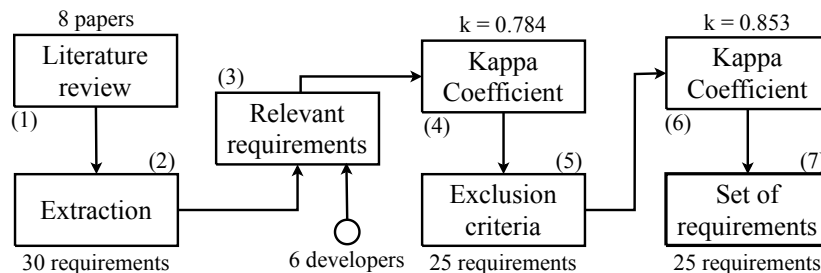 8 papers
Literature
review
(1)
(2)
Extraction
30 requirements
(3)
Relevant
requirements
6 developers
k = 0.784
Kappa
Coefficient
(4)
(5)
Exclusion
criteria
25 requirements
k = 0.853
Kappa
Coefficient
(6)
(7)
Set of
requirements
25 requirements